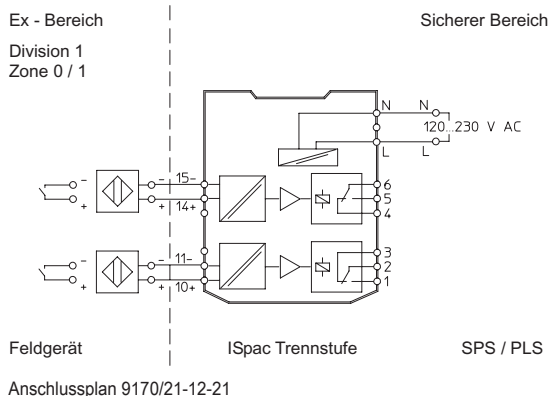 Ex - Bereich
Sicherer Bereich
Division 1
Zone 0 / 1
N N
120...230 V AC
L L
- - 15-
+ + 14+
6
5
4
- - 11-
+ + 10+
3
2
1
Feldgerät
ISpac Trennstufe
SPS / PLS
Anschlussplan 9170/21-12-21